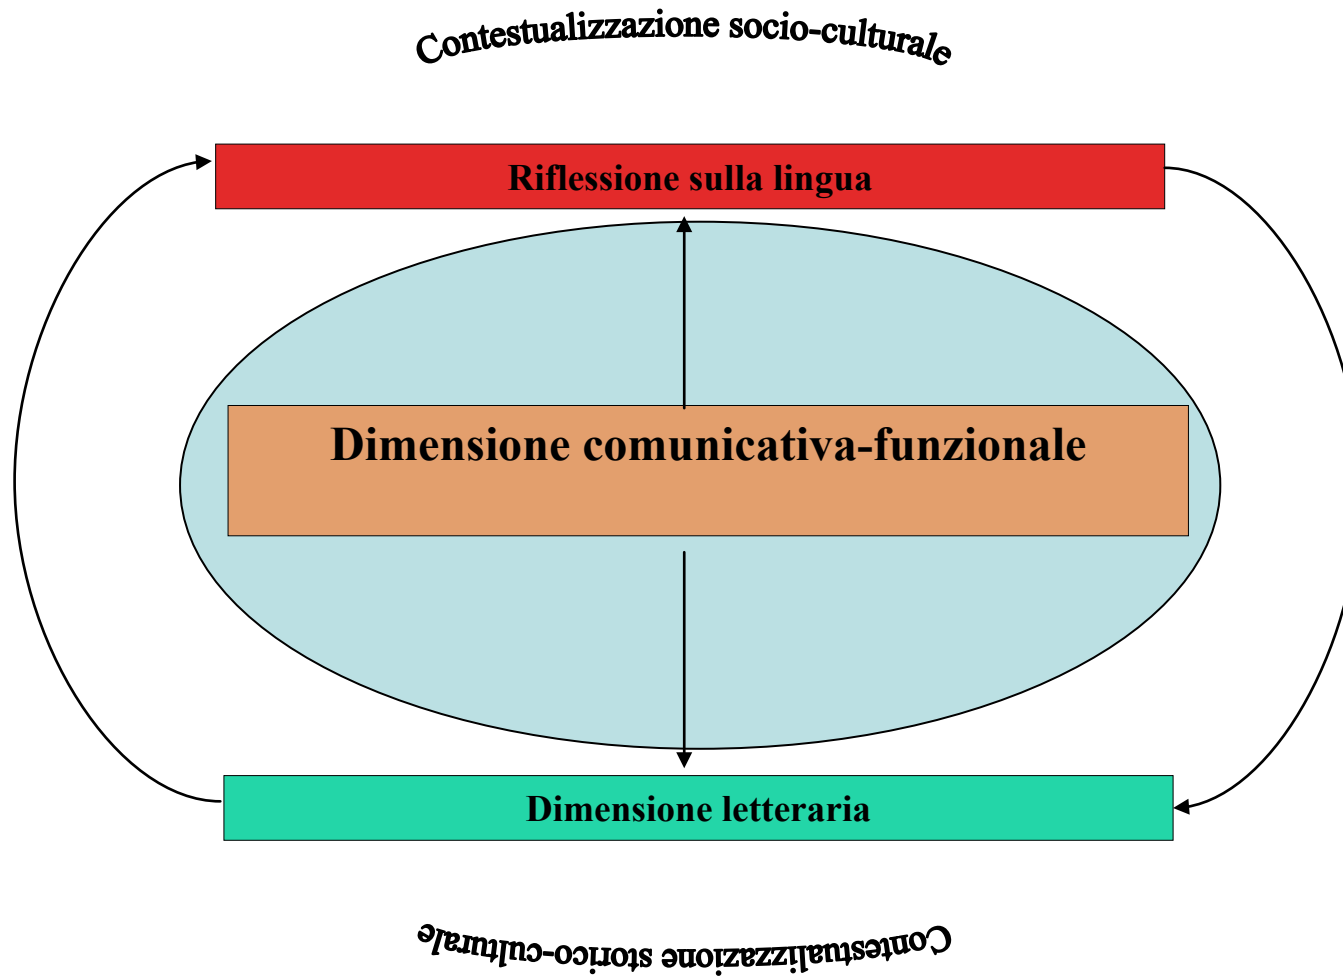 Contestualizzazione socio-culturale
Riflessione sulla lingua
Dimensione comunicativa-funzionale
Dimensione letteraria
Contestualizzazione storico-culturale